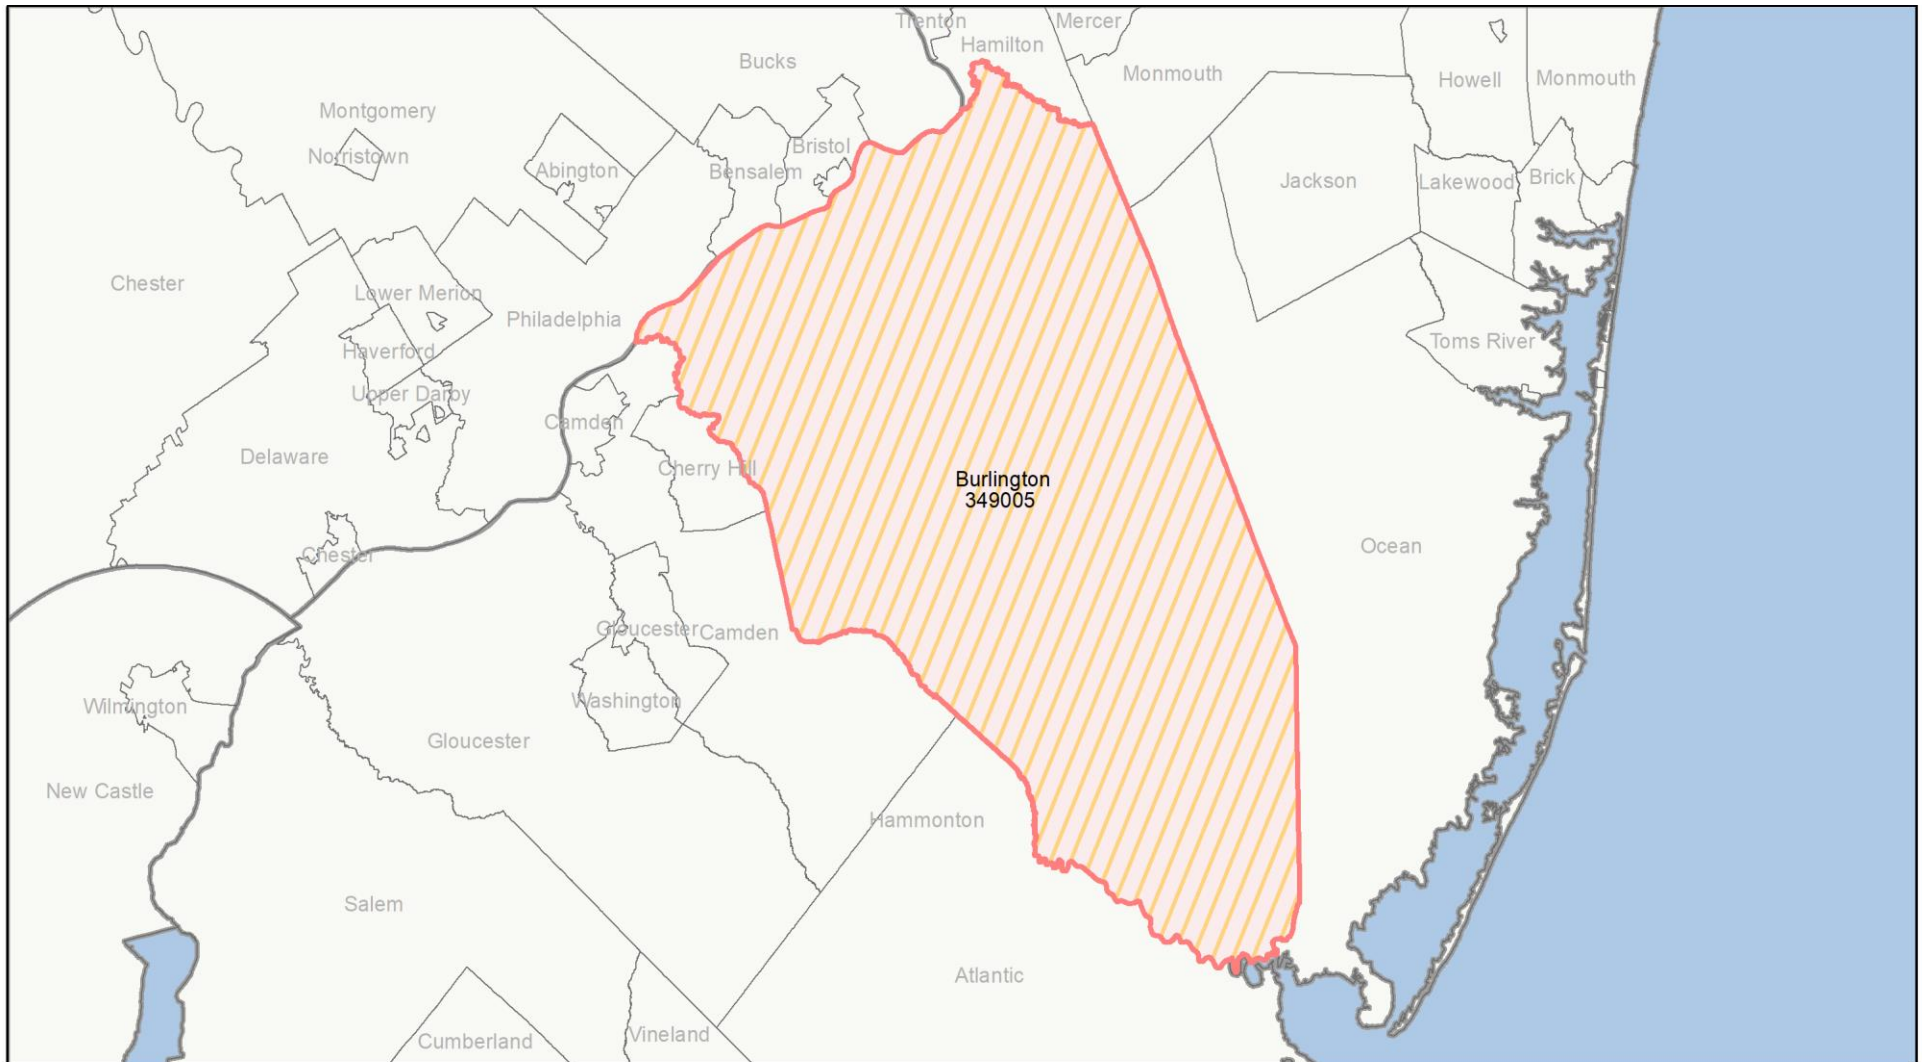 Trenton
Mercer
Hamilton
Bucks
Monmouth
Howell
Monmouth
Montgomery
Norristown
Bristol
Abington
Bensalem
Jackson
Lakewood
Brick
Chester
Lower Merion
Philadelphia
Haverford
Toms River
Upper Darby
Camden
Delaware
Cherry Hill
Burlington
349005
Ocean
Chester
Gloucester
Camden
Wilmington
Washington
Gloucester
New Castle
Hammonton
Salem
Atlantic
Cumberland
Vineland